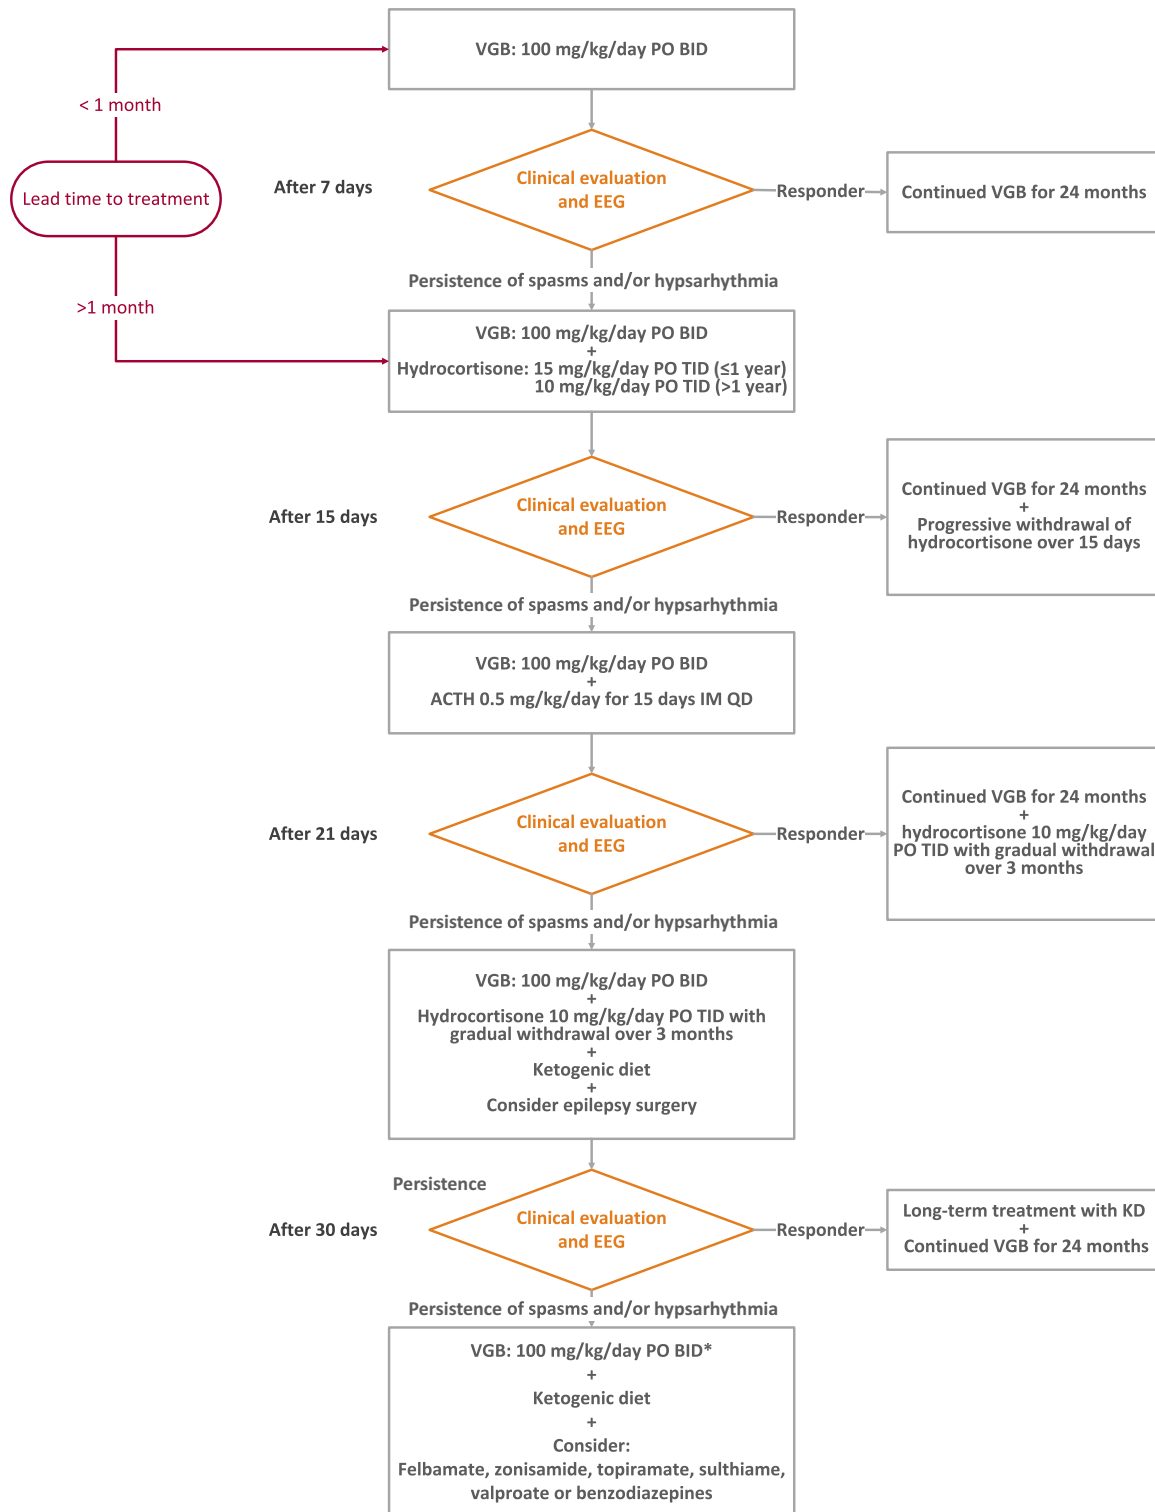 VGB: 100 mg/kg/day PO BID
< 1 month
Lead time to treatment
>1 month
After 7 days
Clinical evaluation
and EEG
Responder
Continued VGB for 24 months
Persistence of spasms and/or hypsarhythmia
VGB: 100 mg/kg/day PO BID
+
Hydrocortisone: 15 mg/kg/day PO TID (≤1 year)
10 mg/kg/day PO TID (>1 year)
After 15 days
Clinical evaluation
and EEG
Responder
Continued VGB for 24 months
+
Progressive withdrawal of
hydrocortisone over 15 days
Persistence of spasms and/or hypsarhythmia
VGB: 100 mg/kg/day PO BID
+
ACTH 0.5 mg/kg/day for 15 days IM QD
After 21 days
Clinical evaluation
and EEG
Responder
Continued VGB for 24 months
+
hydrocortisone 10 mg/kg/day
PO TID with gradual withdrawal
over 3 months
Persistence of spasms and/or hypsarhythmia
VGB: 100 mg/kg/day PO BID
+
Hydrocortisone 10 mg/kg/day PO TID with
gradual withdrawal over 3 months
+
Ketogenic diet
+
Consider epilepsy surgery
Persistence
After 30 days
Clinical evaluation
and EEG
Responder
Long-term treatment with KD
+
Continued VGB for 24 months
Persistence of spasms and/or hypsarhythmia
VGB: 100 mg/kg/day PO BID*
+
Ketogenic diet
+
Consider:
Felbamate, zonisamide, topiramate, sulthiame,
valproate or benzodiazepines